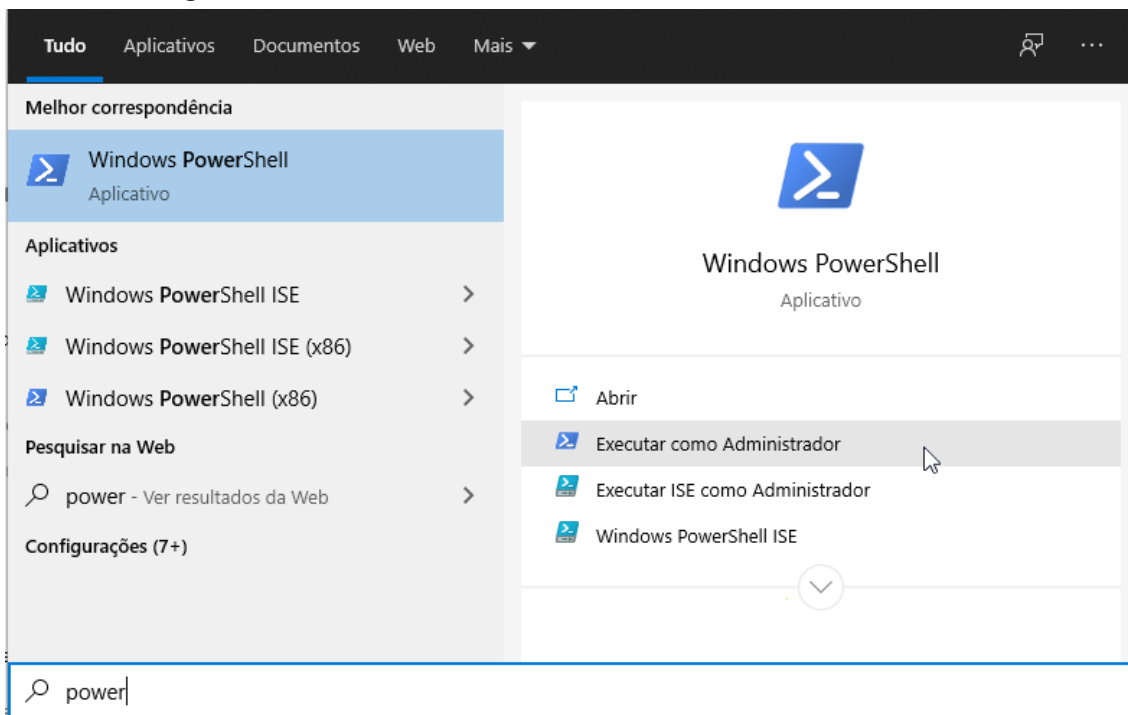 Tudo Aplicativos Documentos Web Mais
Melhor correspondência
Windows PowerShell
Aplicativo
Aplicativos
Windows PowerShell ISE
Windows PowerShell ISE (x86)
Windows PowerShell (x86)
Pesquisar na Web
power - Ver resultados da Web
Configurações (7+)
Windows PowerShell
Aplicativo
Abrir
Executar como Administrador
Executar ISE como Administrador
Windows PowerShell ISE
power